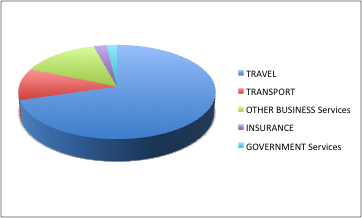 TRAVEL
TRANSPORT
OTHER BUSINESS Services
INSURANCE
GOVERNMENT Services